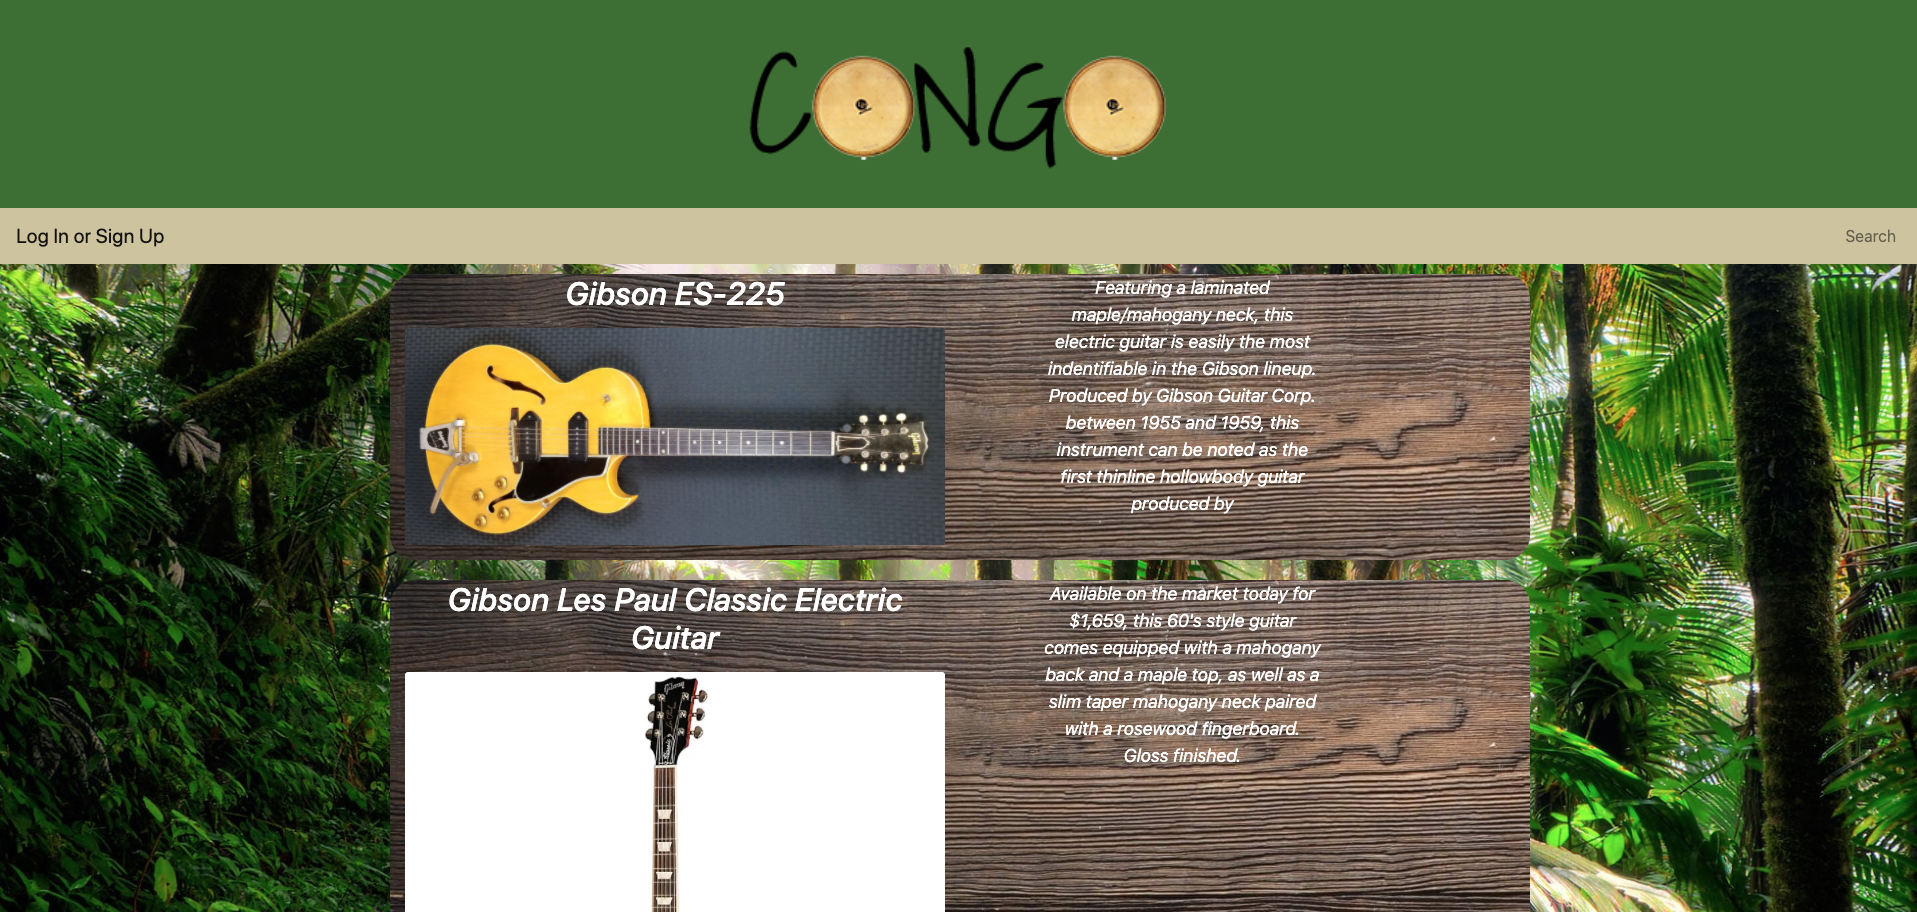 CONGO
Log In or Sign Up
Search
Gibson ES-225
Featuring a laminated
maple/mahogany neck, this
electric guitar is easily the most
indentifiable in the Gibson lineup.
Produced by Gibson Guitar Corp.
between 1955 and 1959, this
instrument can be noted as the
first thinline hollowbody guitar
produced by
Gibson Les Paul Classic Electric
Guitar
Gibson
Available on the market today for
$1,659, this 60's style guitar
comes equipped with a mahogany
back and a maple top, as well as a
slim taper mahogany neck paired
with a rosewood fingerboard.
Gloss finished.